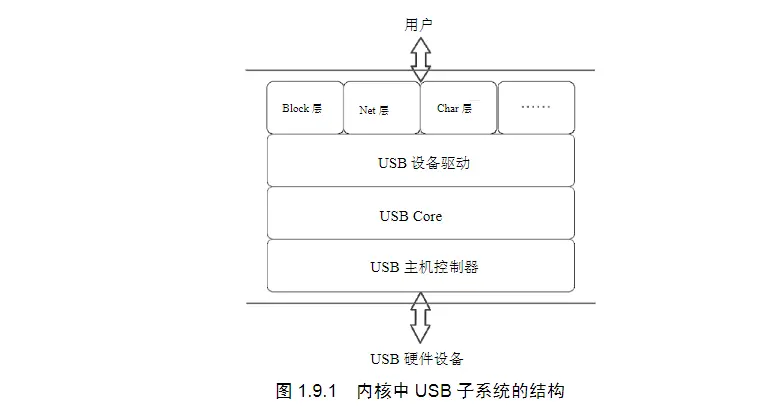 用户
Block 层 Net 层 Char 层 ······
USB 设备驱动
USB Core
USB 主机控制器
USB 硬件设备
图 1.9.1 内核中 USB 子系统的结构